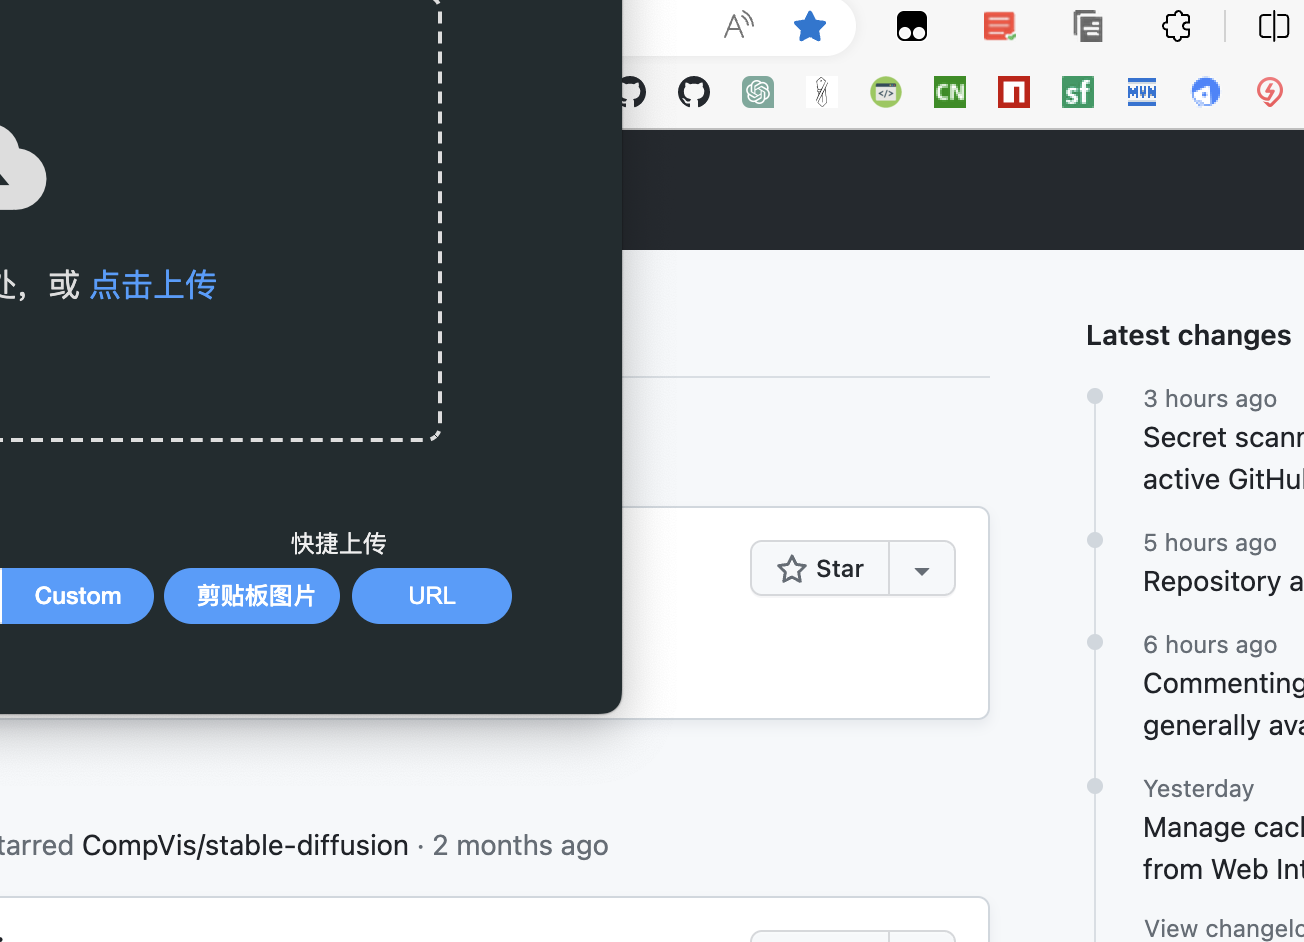 CN
sf
MVN
处，或 点击上传
快捷上传
Custom
剪贴板图片
URL
Star
starred CompVis/stable-diffusion · 2 months ago
Latest changes
3 hours ago
Secret scann
active GitHub
5 hours ago
Repository a
6 hours ago
Commenting
generally ava
Yesterday
Manage cach
from Web Int
View changelo